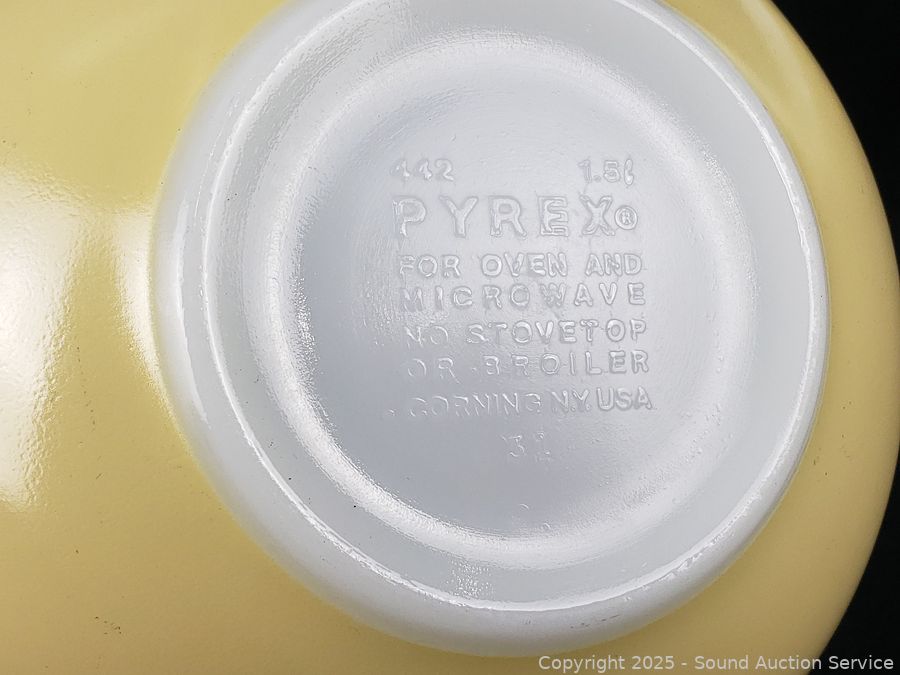 442 1.5ℓ
PYREX®
FOR OVEN AND
MICROWAVE
NO STOVETOP
OR BROILER
CORNING N.Y. USA
32
Copyright 2025 - Sound Auction Service